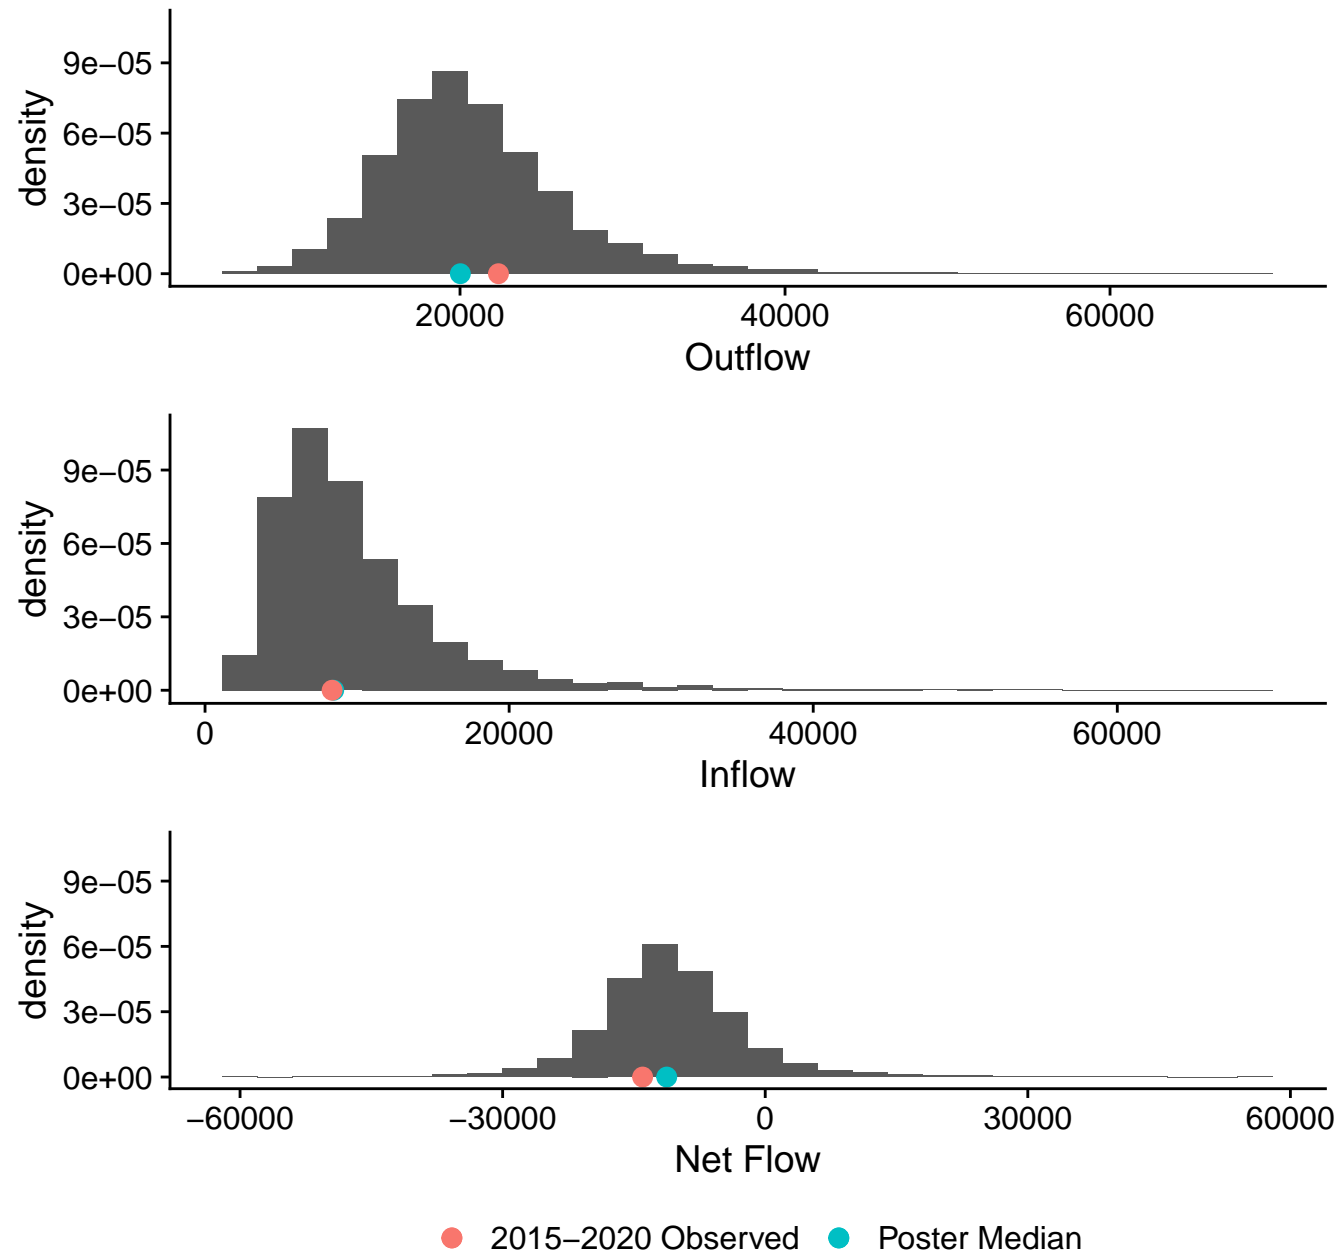 density
9e−05
6e−05
3e−05
0e+00
20000 40000 60000
Outflow
density
9e−05
6e−05
3e−05
0e+00
0 20000 40000 60000
Inflow
density
9e−05
6e−05
3e−05
0e+00
−60000 −30000 0 30000 60000
Net Flow
2015−2020 Observed Poster Median